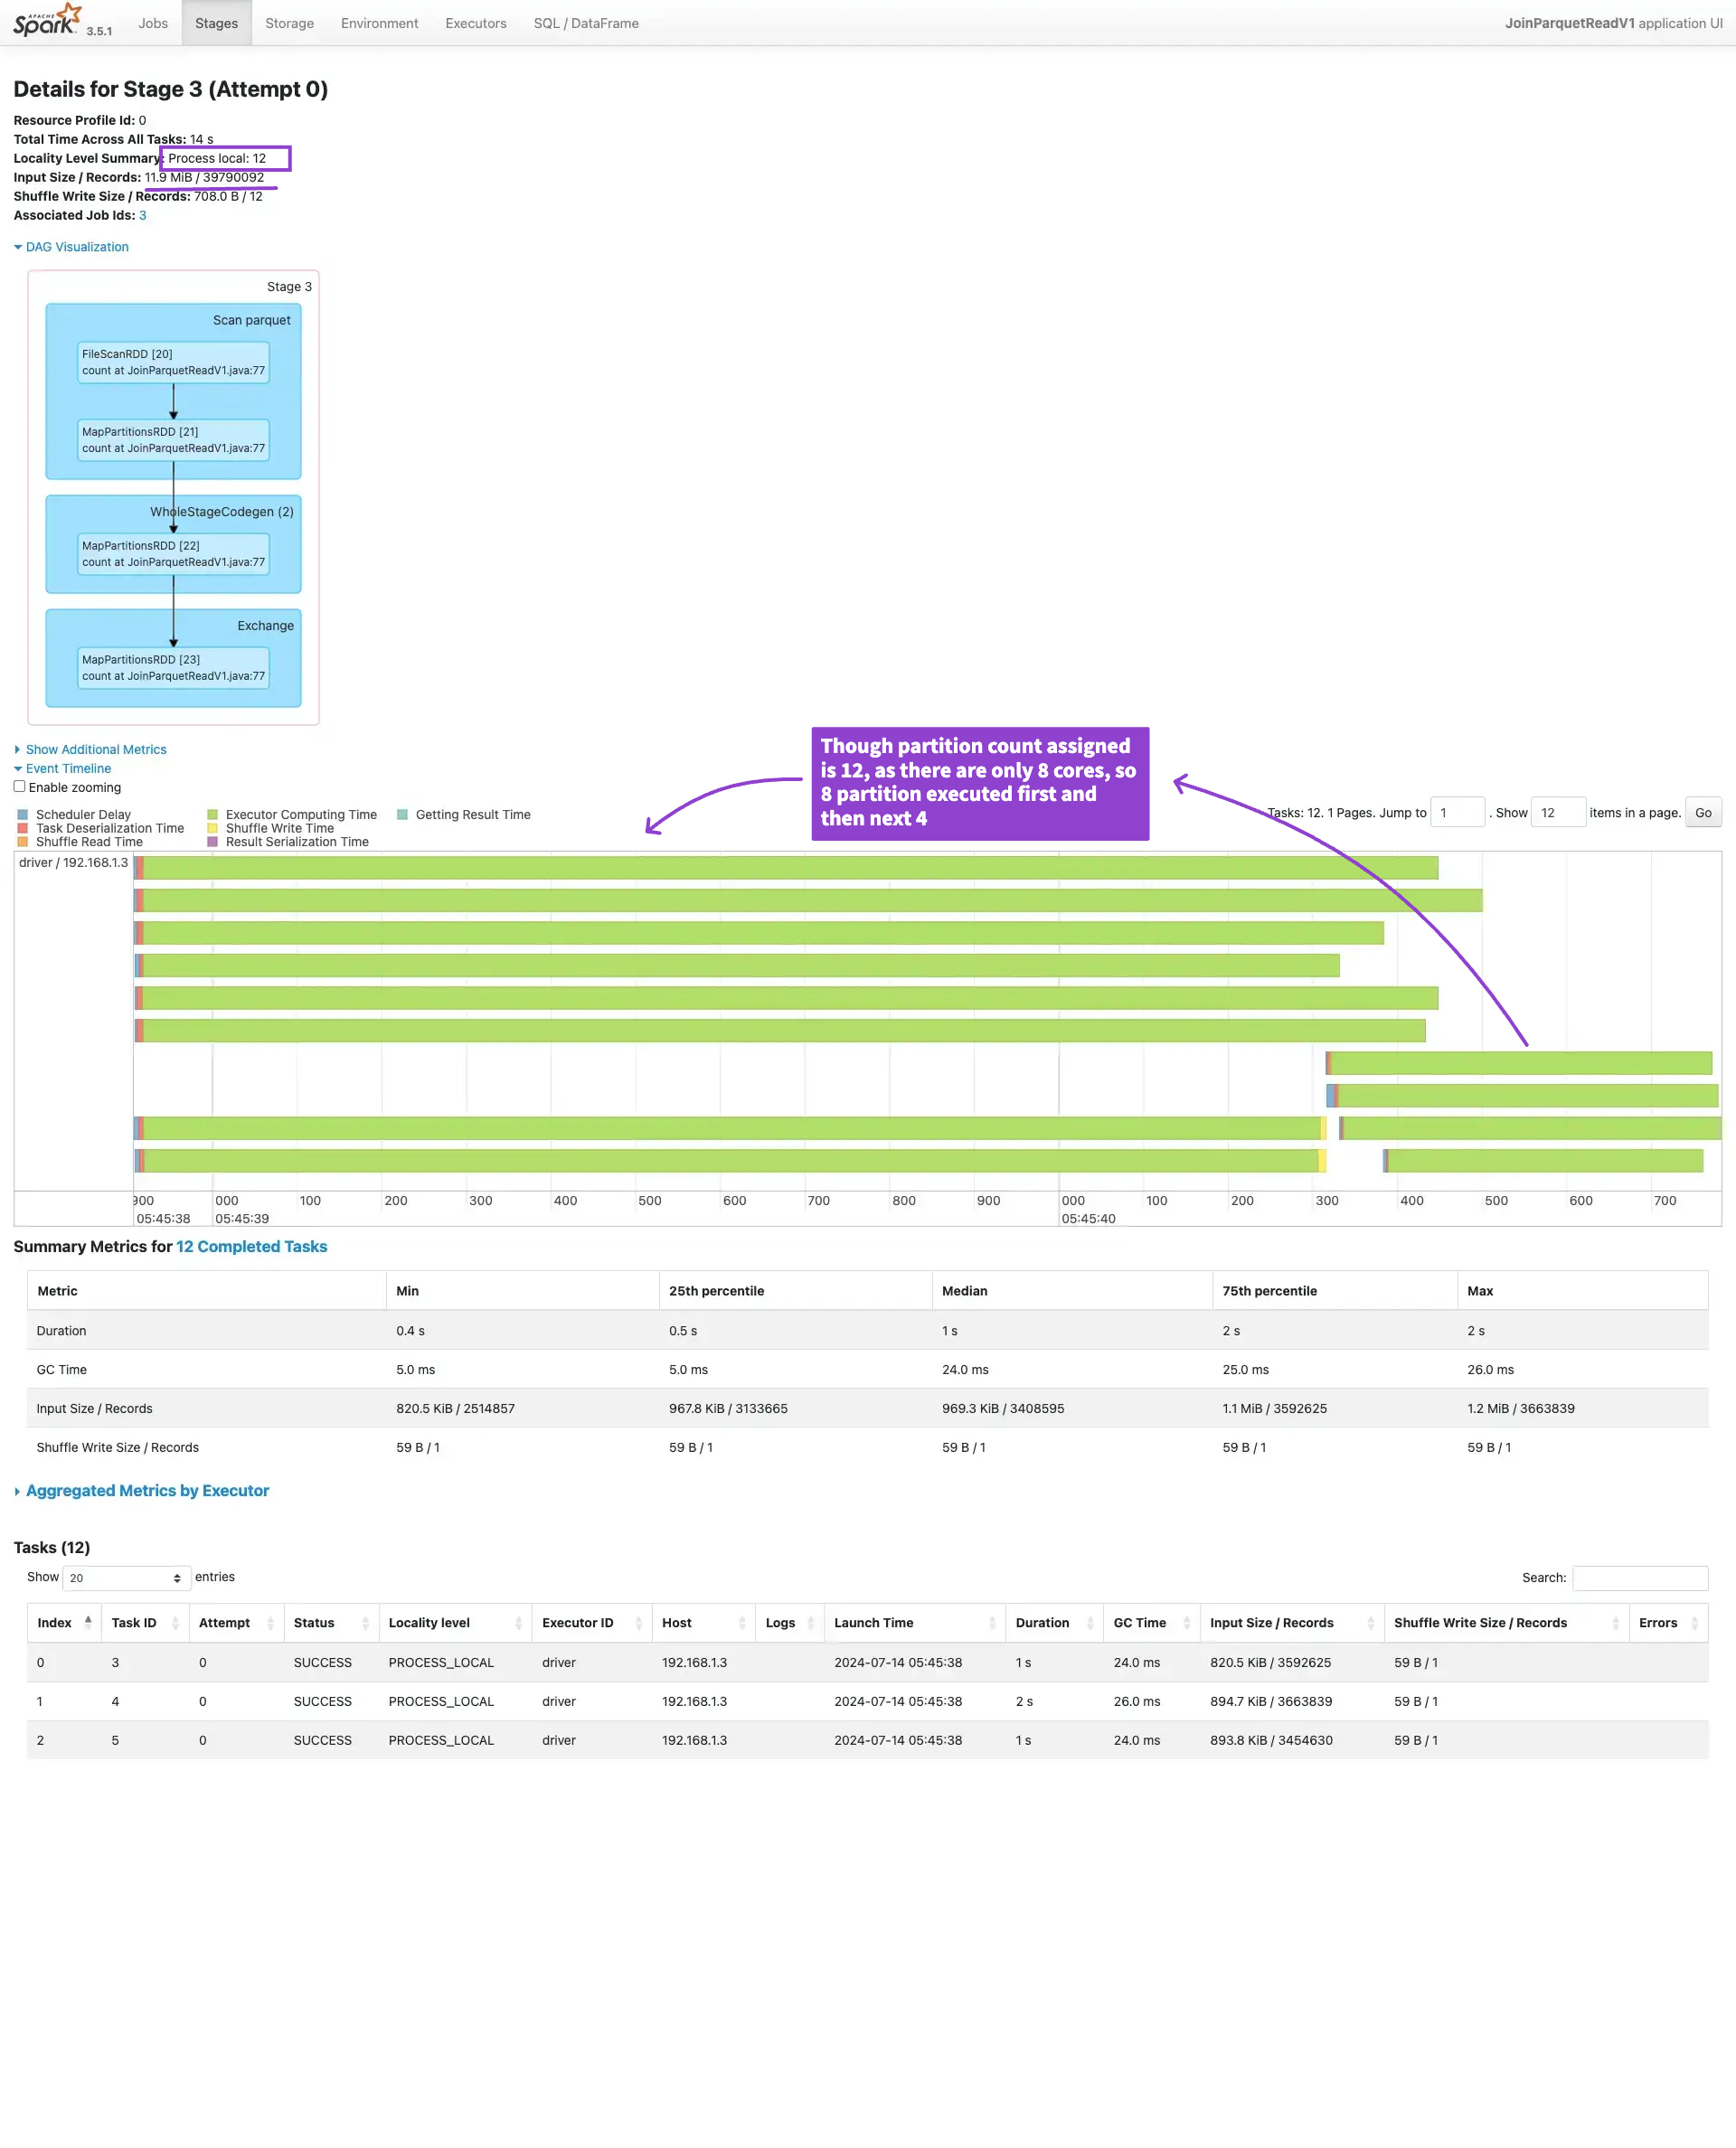 APACHE
Spark 3.5.1 Jobs Stages Storage Environment Executors SQL / DataFrame JoinParquetReadV1 application UI
Details for Stage 3 (Attempt 0)
Resource Profile Id: 0
Total Time Across All Tasks: 14 s
Locality Level Summary: Process local: 12
Input Size / Records: 11.9 MiB / 39790092
Shuffle Write Size / Records: 708.0 B / 12
Associated Job Ids: 3
DAG Visualization
Stage 3
Scan parquet
FileScanRDD [20]
count at JoinParquetReadV1.java:77
MapPartitionsRDD [21]
count at JoinParquetReadV1.java:77
WholeStageCodegen (2)
MapPartitionsRDD [22]
count at JoinParquetReadV1.java:77
Exchange
MapPartitionsRDD [23]
count at JoinParquetReadV1.java:77
Show Additional Metrics
Event Timeline
Enable zooming
Though partition count assigned
is 12, as there are only 8 cores, so
8 partition executed first and
then next 4
Tasks: 12. 1 Pages. Jump to 1 . Show 12 items in a page. Go
Scheduler Delay Executor Computing Time Getting Result Time
Task Deserialization Time Shuffle Write Time
Shuffle Read Time Result Serialization Time
driver / 192.168.1.3
900 000 100 200 300 400 500 600 700 800 900 000 100 200 300 400 500 600 700
05:45:38 05:45:39 05:45:40
Summary Metrics for 12 Completed Tasks
Metric Min 25th percentile Median 75th percentile Max
Duration 0.4 s 0.5 s 1 s 2 s 2 s
GC Time 5.0 ms 5.0 ms 24.0 ms 25.0 ms 26.0 ms
Input Size / Records 820.5 KiB / 2514857 967.8 KiB / 3133665 969.3 KiB / 3408595 1.1 MiB / 3592625 1.2 MiB / 3663839
Shuffle Write Size / Records 59 B / 1 59 B / 1 59 B / 1 59 B / 1 59 B / 1
Aggregated Metrics by Executor
Tasks (12)
Show 20 entries Search:
Index Task ID Attempt Status Locality level Executor ID Host Logs Launch Time Duration GC Time Input Size / Records Shuffle Write Size / Records Errors
0 3 0 SUCCESS PROCESS_LOCAL driver 192.168.1.3 2024-07-14 05:45:38 1 s 24.0 ms 820.5 KiB / 3592625 59 B / 1
1 4 0 SUCCESS PROCESS_LOCAL driver 192.168.1.3 2024-07-14 05:45:38 2 s 26.0 ms 894.7 KiB / 3663839 59 B / 1
2 5 0 SUCCESS PROCESS_LOCAL driver 192.168.1.3 2024-07-14 05:45:38 1 s 24.0 ms 893.8 KiB / 3454630 59 B / 1